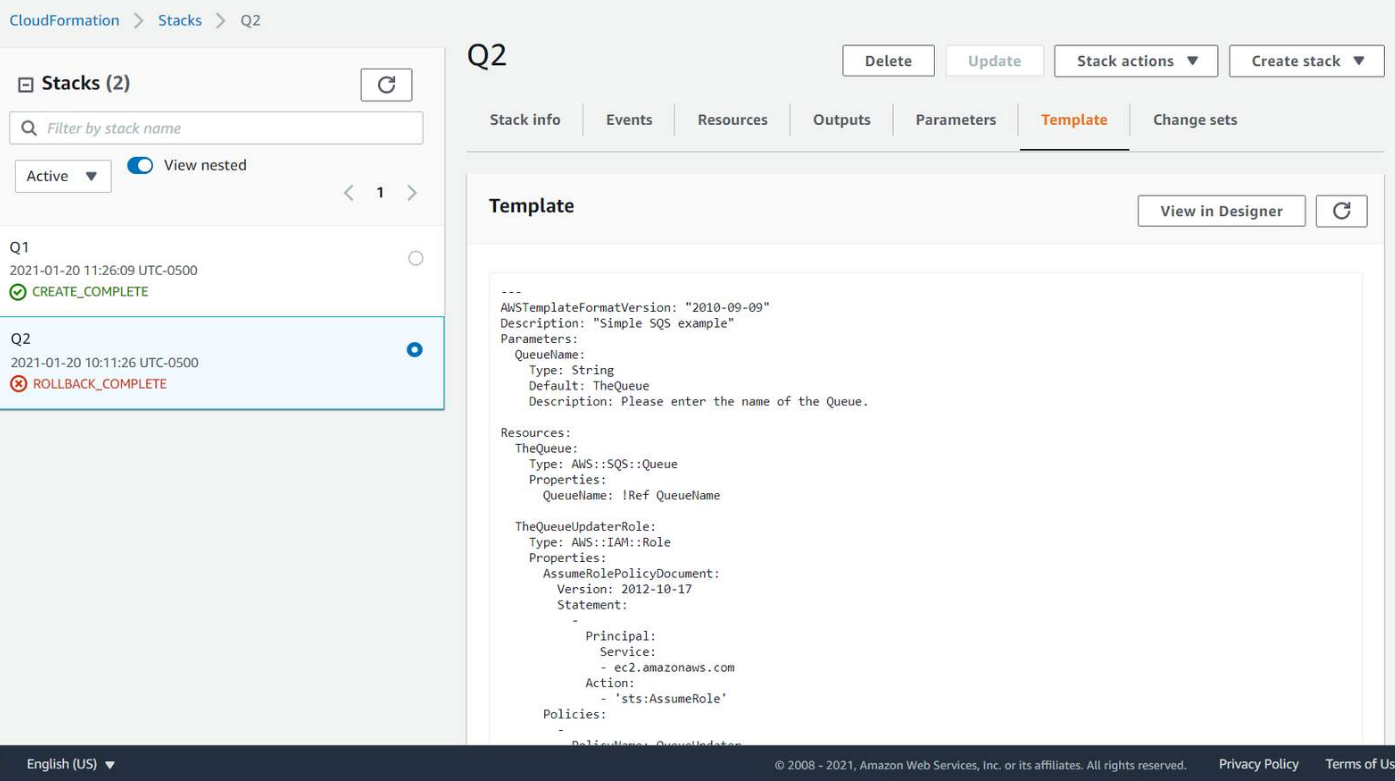 CloudFormation > Stacks > Q2
Stacks (2)
Filter by stack name
Active
View nested
1
Q1
2021-01-20 11:26:09 UTC-0500
CREATE_COMPLETE
Q2
2021-01-20 10:11:26 UTC-0500
ROLLBACK_COMPLETE
Q2
Delete
Update
Stack actions
Create stack
Stack info
Events
Resources
Outputs
Parameters
Template
Change sets
Template
View in Designer
---
AWSTemplateFormatVersion: "2010-09-09"
Description: "Simple SQS example"
Parameters:
  QueueName:
    Type: String
    Default: TheQueue
    Description: Please enter the name of the Queue.
Resources:
  TheQueue:
    Type: AWS::SQS::Queue
    Properties:
      QueueName: !Ref QueueName
  TheQueueUpdaterRole:
    Type: AWS::IAM::Role
    Properties:
      AssumeRolePolicyDocument:
        Version: 2012-10-17
        Statement:
          -
            Principal:
              Service:
              - ec2.amazonaws.com
            Action:
              - 'sts:AssumeRole'
      Policies:
        -
          PolicyName: QueueUpdater
English (US)
© 2008 - 2021, Amazon Web Services, Inc. or its affiliates. All rights reserved.
Privacy Policy
Terms of Us